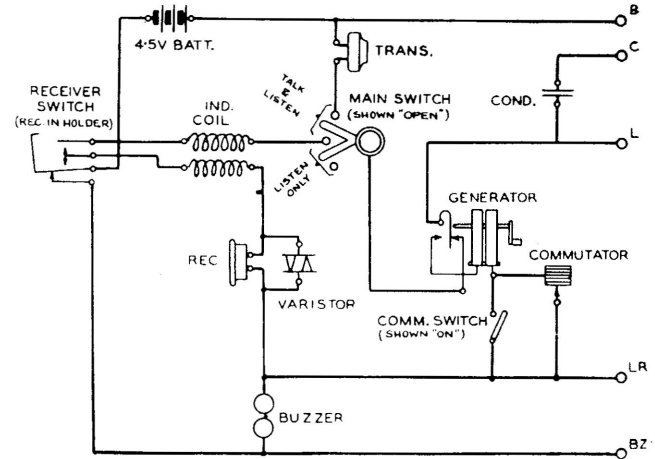 B
4·5V BATT.
C
TRANS.
RECEIVER
SWITCH
(REC. IN HOLDER)
IND.
COIL
TALK
&
LISTEN
MAIN SWITCH
(SHOWN "OPEN")
COND.
L
LISTEN
ONLY
GENERATOR
REC
VARISTOR
COMMUTATOR
COMM. SWITCH
(SHOWN "ON")
LR
BUZZER
BZ